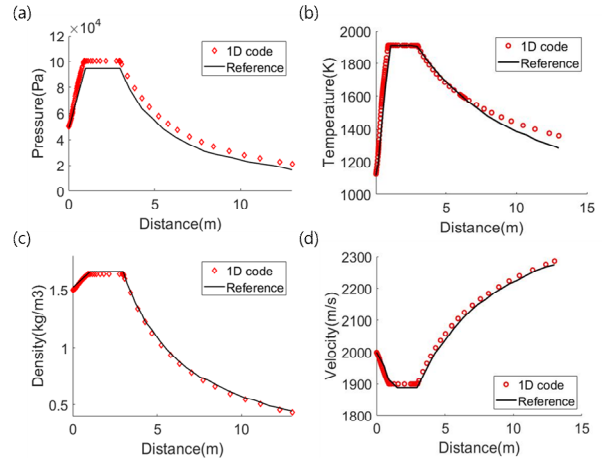 (a)
12 × 10⁴
10
8
6
4
2
0
0
5
10
Distance(m)
Pressure(Pa)
1D code
Reference
(b)
2000
1800
1600
1400
1200
1000
0
5
10
15
Distance(m)
Temperature(K)
1D code
Reference
(c)
1.5
1
0.5
0
5
10
Distance(m)
Density(kg/m3)
1D code
Reference
(d)
2300
2200
2100
2000
1900
1800
0
5
10
15
Distance(m)
Velocity(m/s)
1D code
Reference